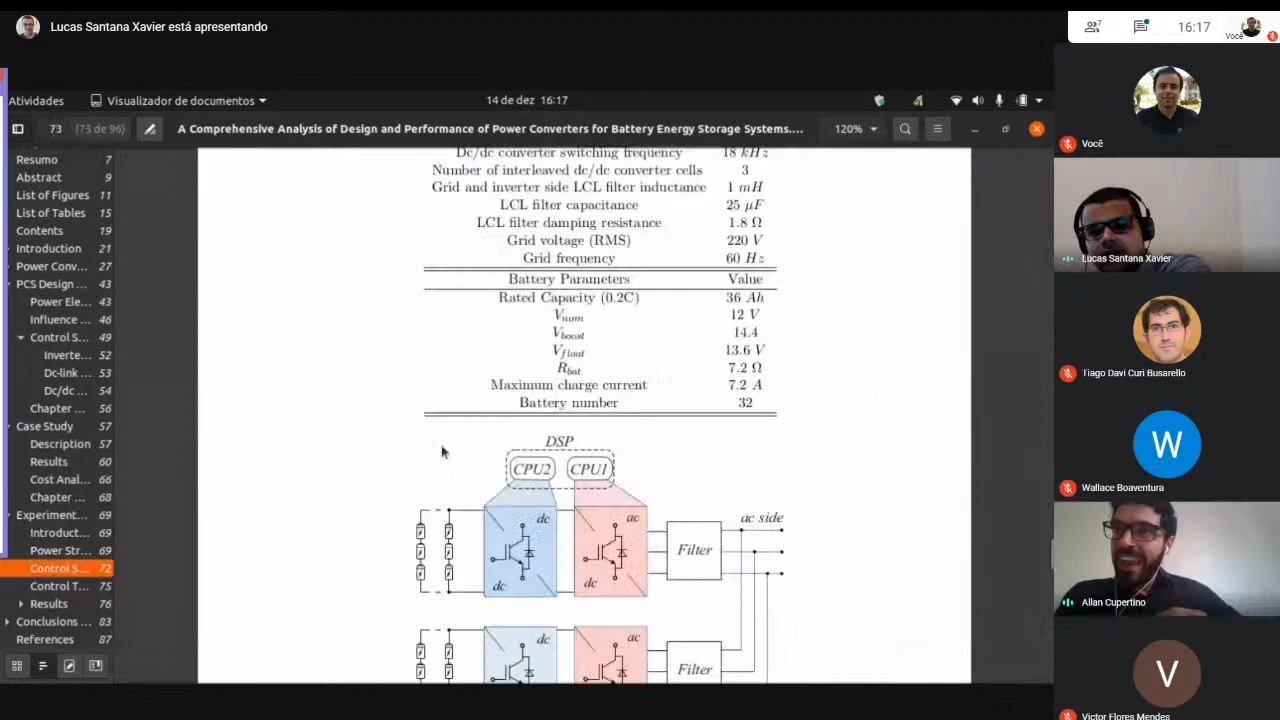 Lucas Santana Xavier está apresentando
7
16:17
Você
Atividades
Visualizador de documentos
14 de dez 16:17
73 (73 de 96)
A Comprehensive Analysis of Design and Performance of Power Converters for Battery Energy Storage Systems....
120%
Resumo 7
Abstract 9
List of Figures 11
List of Tables 15
Contents 19
Introduction 21
Power Conv... 27
PCS Design ... 43
Power Ele... 43
Influence ... 46
Control S... 49
Inverte... 52
Dc-link ... 53
Dc/dc ... 54
Chapter ... 56
Case Study 57
Description 57
Results 60
Cost Anal... 66
Chapter ... 68
Experiment... 69
Introduct... 69
Power Str... 69
Control S... 72
Control T... 75
Results 76
Conclusions ... 83
References 87
Dc/dc converter switching frequency 18 kHz
Number of interleaved dc/dc converter cells 3
Grid and inverter side LCL filter inductance 1 mH
LCL filter capacitance 25 μF
LCL filter damping resistance 1.8 Ω
Grid voltage (RMS) 220 V
Grid frequency 60 Hz
Battery Parameters Value
Rated Capacity (0.2C) 36 Ah
Vnom 12 V
Vboost 14.4
Vfloat 13.6 V
Rbat 7.2 Ω
Maximum charge current 7.2 A
Battery number 32
DSP
CPU2 CPU1
dc ac ac side
Filter
dc dc
dc ac
Filter
Você
Lucas Santana Xavier
Tiago Davi Curi Busarello
W
Wallace Boaventura
Allan Cupertino
V
Victor Flores Mendes